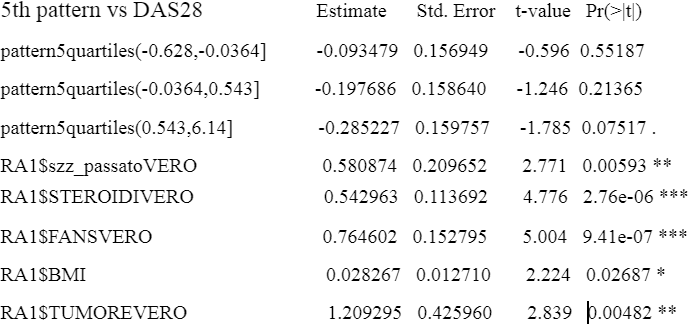 5th pattern vs DAS28 Estimate Std. Error t-value Pr(>|t|)
pattern5quartiles(-0.628,-0.0364] -0.093479 0.156949 -0.596 0.55187
pattern5quartiles(-0.0364,0.543] -0.197686 0.158640 -1.246 0.21365
pattern5quartiles(0.543,6.14] -0.285227 0.159757 -1.785 0.07517 .
RA1$szz_passatoVERO 0.580874 0.209652 2.771 0.00593 **
RA1$STEROIDIVERO 0.542963 0.113692 4.776 2.76e-06 ***
RA1$FANSVERO 0.764602 0.152795 5.004 9.41e-07 ***
RA1$BMI 0.028267 0.012710 2.224 0.02687 *
RA1$TUMOREVERO 1.209295 0.425960 2.839 0.00482 **